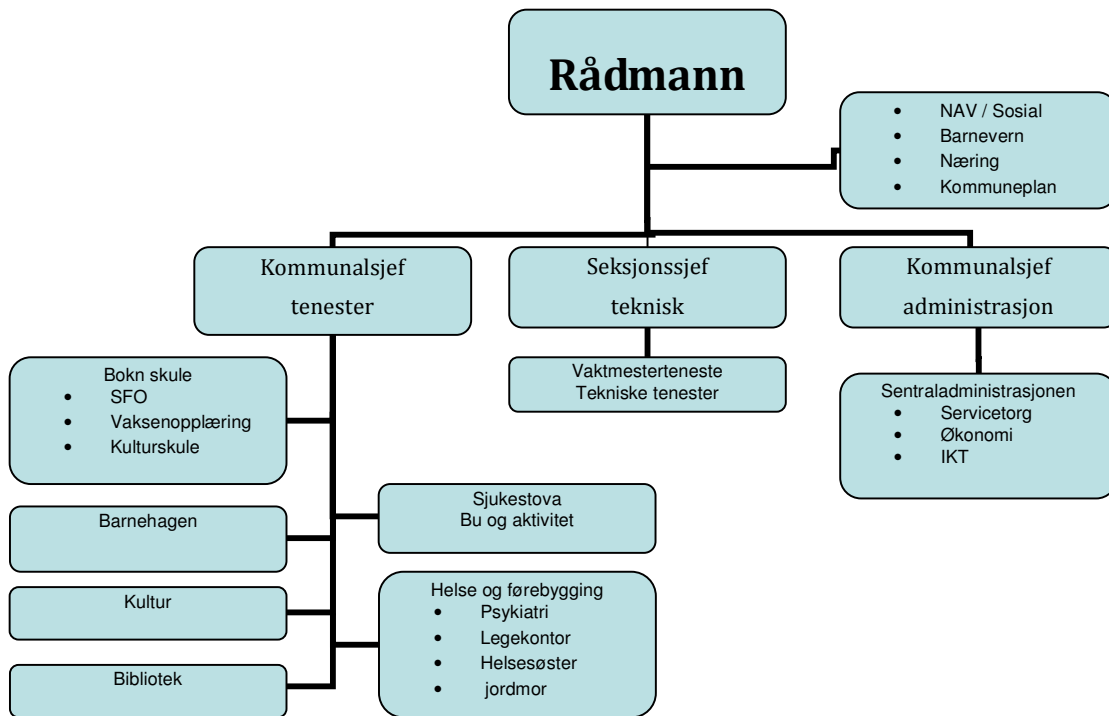 Rådmann
• NAV / Sosial
• Barnevern
• Næring
• Kommuneplan
Kommunalsjef
tenester
Seksjonssjef
teknisk
Kommunalsjef
administrasjon
Bokn skule
• SFO
• Vaksenopplæring
• Kulturskule
Vaktmesterteneste
Tekniske tenester
Sentraladministrasjonen
• Servicetorg
• Økonomi
• IKT
Barnehagen
Sjukestova
Bu og aktivitet
Kultur
Helse og førebygging
• Psykiatri
• Legekontor
• Helsesøster
• jordmor
Bibliotek